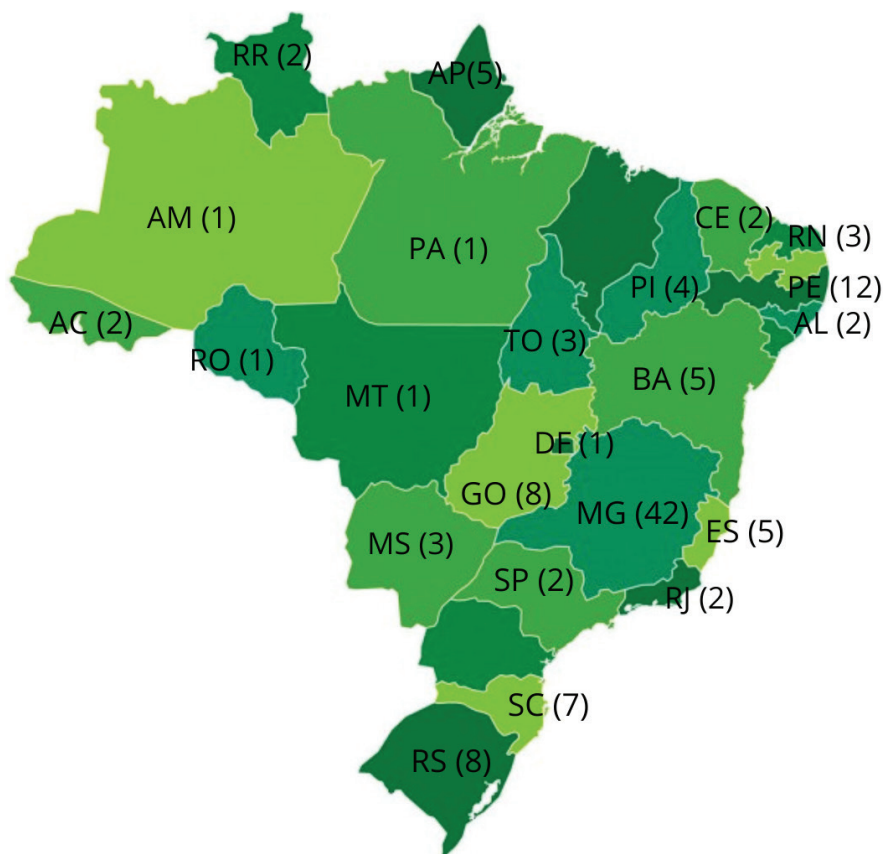 RR (2)
AP(5)
AM (1)
PA (1)
CE (2)
RN (3)
PI (4)
PE (12)
AL (2)
AC (2)
RO (1)
TO (3)
BA (5)
MT (1)
DF (1)
GO (8)
MG (42)
ES (5)
MS (3)
SP (2)
RJ (2)
SC (7)
RS (8)